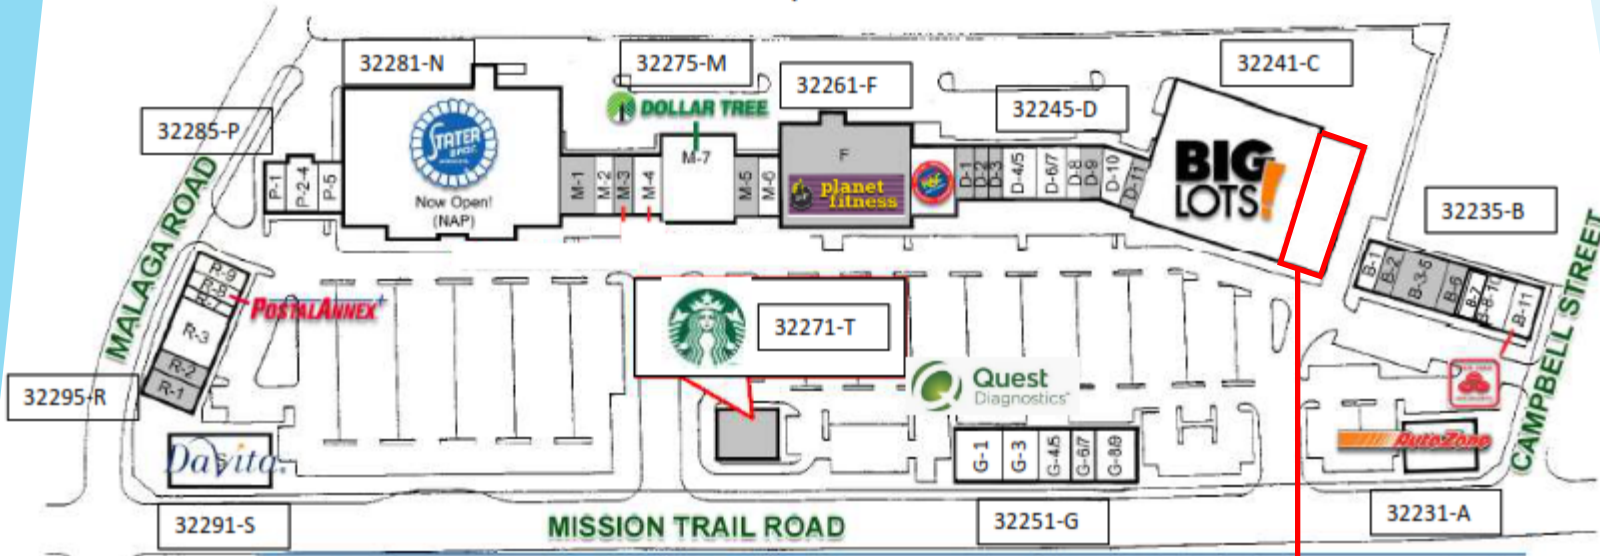 32281-N
32275-M
32241-C
32261-F
32245-D
DOLLAR TREE
32285-P
STATER
BROS
Now Open!
(NAP)
P-1
P-2-4
P-5
M-1
M-2
M-3
M-4
M-7
M-5
M-6
F
planet
fitness
D-1
D-2
D-3
D-4/5
D-6/7
D-8
D-9
D-10
D-11
BIG
LOTS!
32235-B
B-1
B-2
B-3-5
B-6
B-7
B-8-10
B-11
MALAGA ROAD
CAMPBELL STREET
R-9
R-8
R-7
R-3
R-2
R-1
POSTALANNEX+
32271-T
Quest
Diagnostics
32295-R
DaVita.
AutoZone
G-1
G-3
G-4/5
G-6/7
G-8/9
32291-S
MISSION TRAIL ROAD
32251-G
32231-A